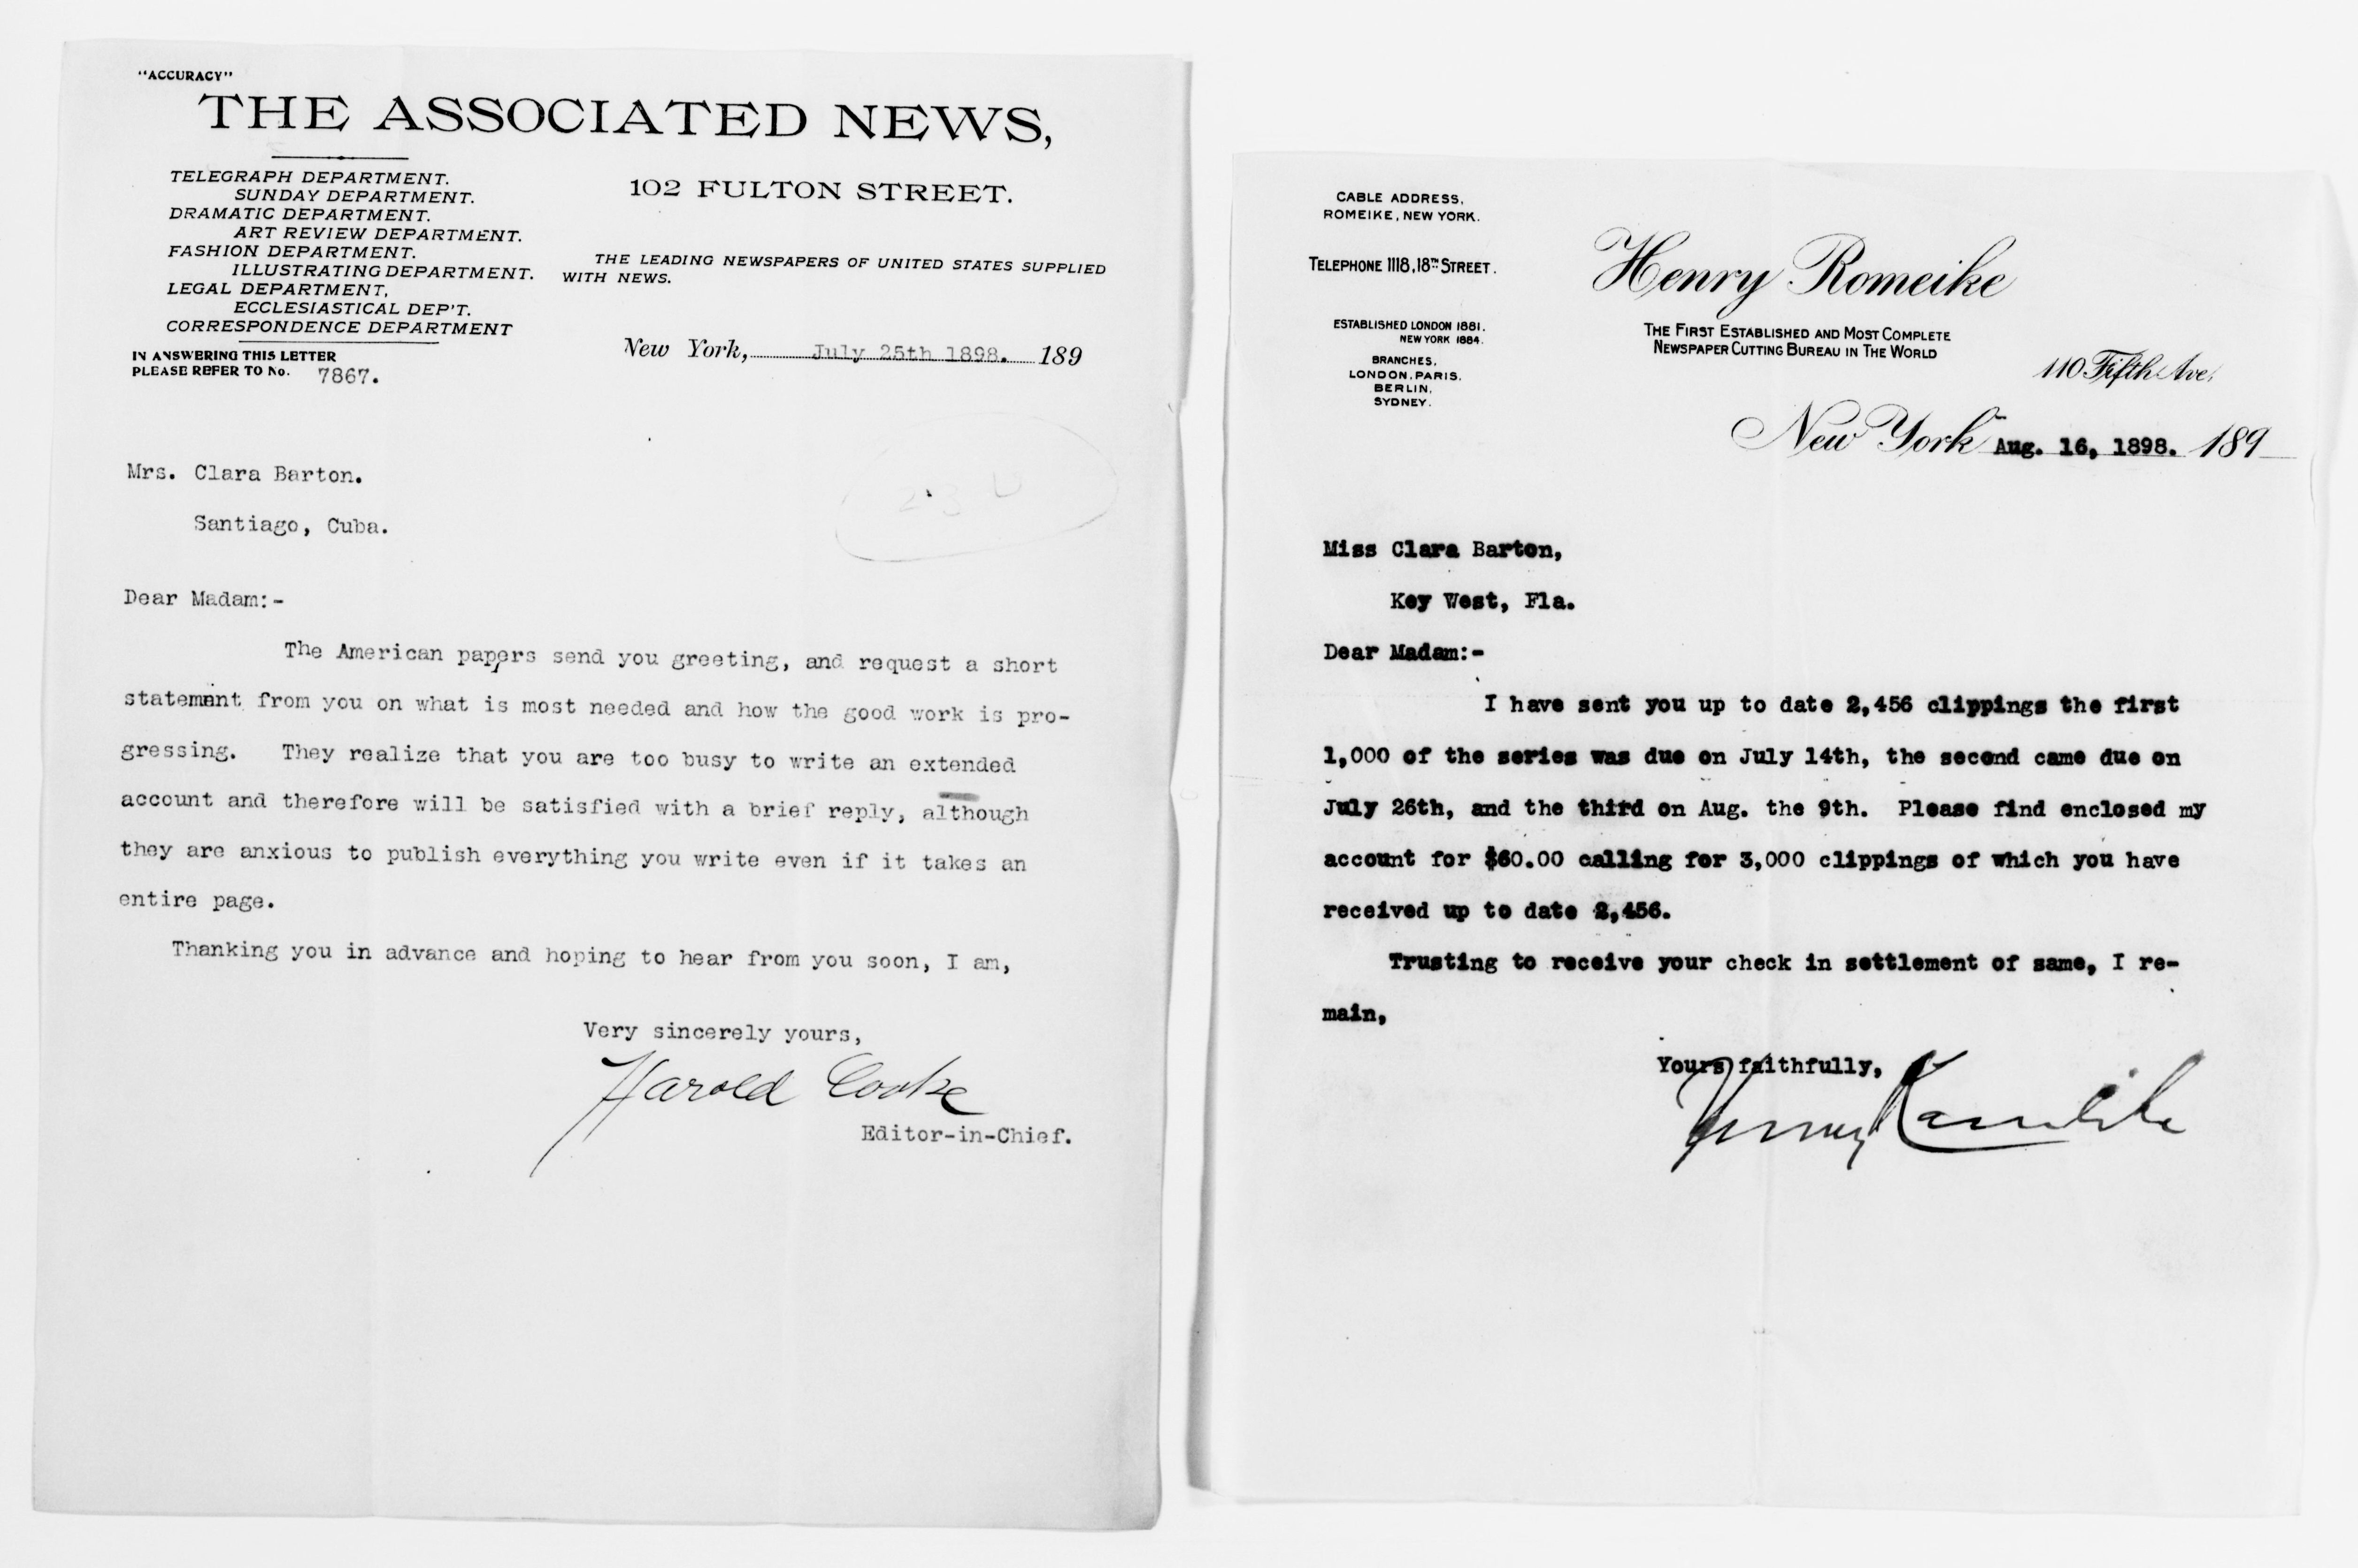 "ACCURACY"
THE ASSOCIATED NEWS,
TELEGRAPH DEPARTMENT.
SUNDAY DEPARTMENT.
DRAMATIC DEPARTMENT.
ART REVIEW DEPARTMENT.
FASHION DEPARTMENT.
ILLUSTRATING DEPARTMENT.
LEGAL DEPARTMENT,
ECCLESIASTICAL DEP'T.
CORRESPONDENCE DEPARTMENT
IN ANSWERING THIS LETTER
PLEASE REFER TO No. 7867.
102 FULTON STREET.
THE LEADING NEWSPAPERS OF UNITED STATES SUPPLIED
WITH NEWS.
New York, July 25th 1898. 189
Mrs. Clara Barton.
Santiago, Cuba.
Dear Madam:-
The American papers send you greeting, and request a short
statement from you on what is most needed and how the good work is pro-
gressing. They realize that you are too busy to write an extended
account and therefore will be satisfied with a brief reply, although
they are anxious to publish everything you write even if it takes an
entire page.
Thanking you in advance and hoping to hear from you soon, I am,
Very sincerely yours,
Harold Cooke
Editor-in-Chief.
CABLE ADDRESS,
ROMEIKE, NEW YORK.
TELEPHONE 1118, 18TH STREET.
ESTABLISHED LONDON 1881.
NEW YORK 1884.
BRANCHES,
LONDON, PARIS.
BERLIN,
SYDNEY.
Henry Romeike
THE FIRST ESTABLISHED AND MOST COMPLETE
NEWSPAPER CUTTING BUREAU IN THE WORLD
110 Fifth Ave,
New York Aug. 16, 1898. 189
Miss Clara Barton,
Key West, Fla.
Dear Madam:-
I have sent you up to date 2,456 clippings the first
1,000 of the series was due on July 14th, the second came due on
July 26th, and the third on Aug. the 9th. Please find enclosed my
account for $60.00 calling for 3,000 clippings of which you have
received up to date 2,456.
Trusting to receive your check in settlement of same, I re-
main,
Yours faithfully,
Henry Romeike